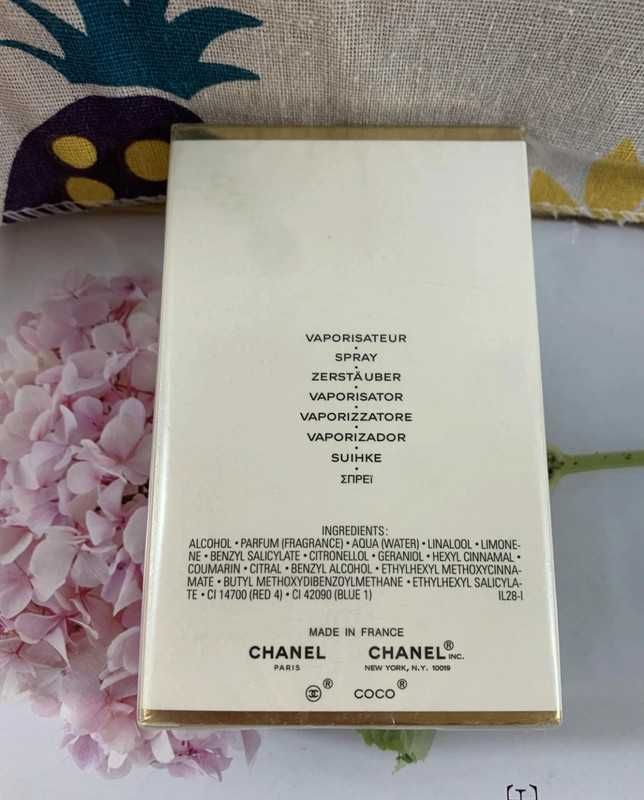 VAPORISATEUR
•
SPRAY
•
ZERSTÄUBER
•
VAPORISATOR
•
VAPORIZZATORE
•
VAPORIZADOR
•
SUIHKE
•
ΣΠΡΕΪ
INGREDIENTS:
ALCOHOL • PARFUM (FRAGRANCE) • AQUA (WATER) • LINALOOL • LIMONE-
NE • BENZYL SALICYLATE • CITRONELLOL • GERANIOL • HEXYL CINNAMAL •
COUMARIN • CITRAL • BENZYL ALCOHOL • ETHYLHEXYL METHOXYCINNA-
MATE • BUTYL METHOXYDIBENZOYLMETHANE • ETHYLHEXYL SALICYLA-
TE • CI 14700 (RED 4) • CI 42090 (BLUE 1) IL28-I
MADE IN FRANCE
CHANEL CHANEL® INC.
PARIS NEW YORK, N.Y. 10019
® COCO®
[T]